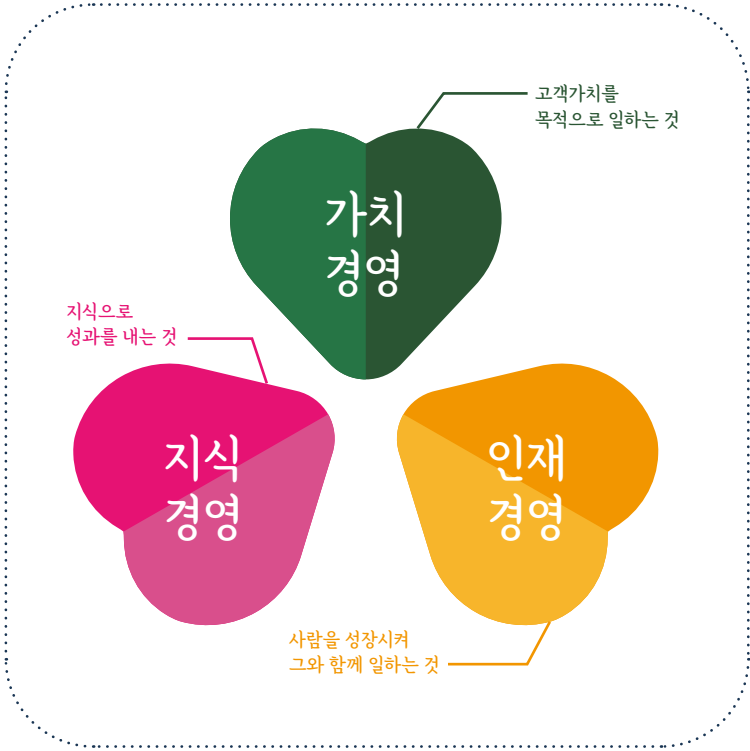 고객가치를
목적으로 일하는 것
가치
경영
지식으로
성과를 내는 것
지식
경영
인재
경영
사람을 성장시켜
그와 함께 일하는 것